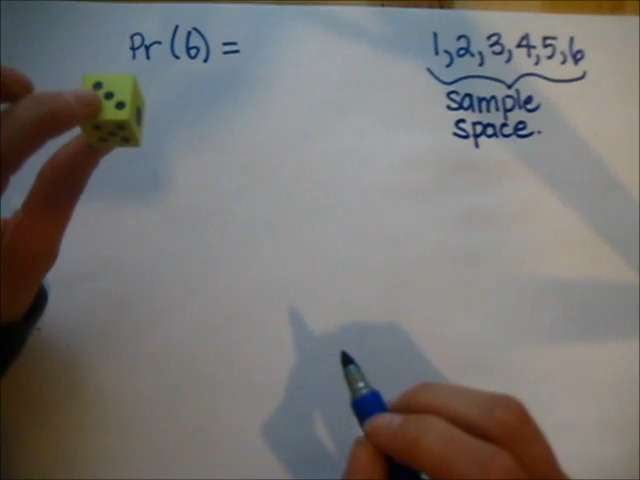 Pr(6) =
1,2,3,4,5,6
sample
space.